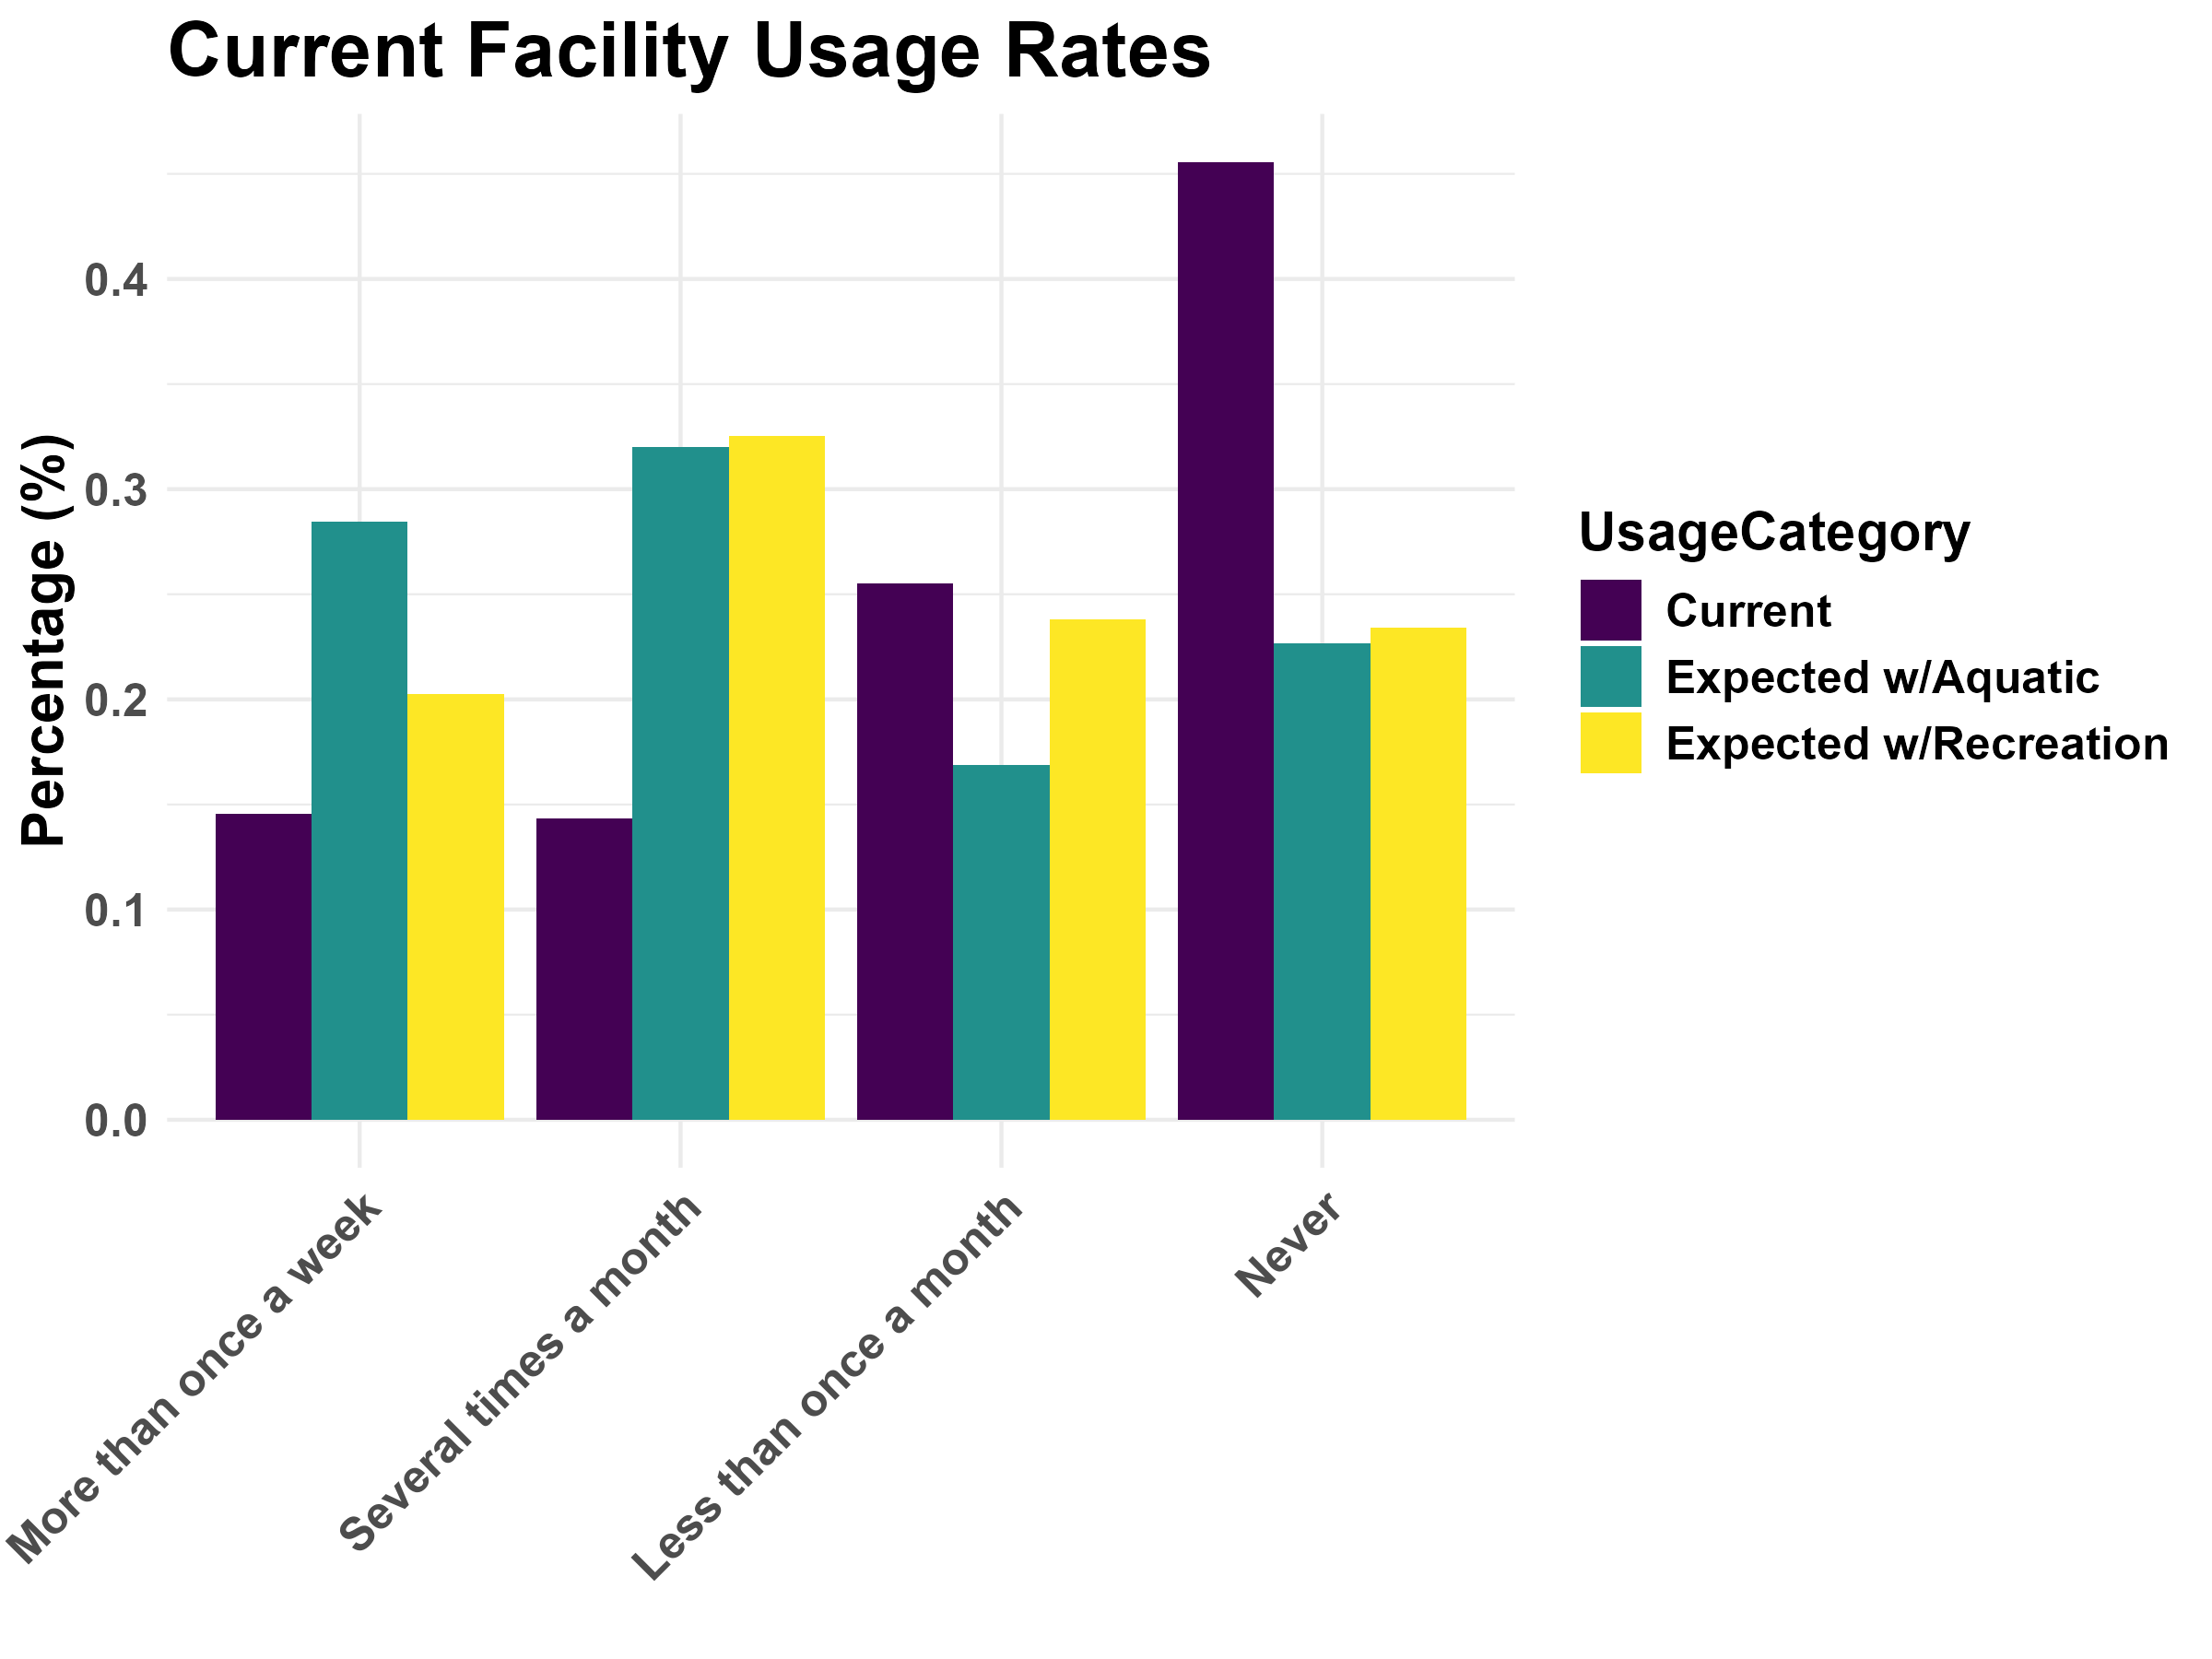 Current Facility Usage Rates
Percentage (%)
0.4
0.3
0.2
0.1
0.0
More than once a week
Several times a month
Less than once a month
Never
UsageCategory
Current
Expected w/Aquatic
Expected w/Recreation